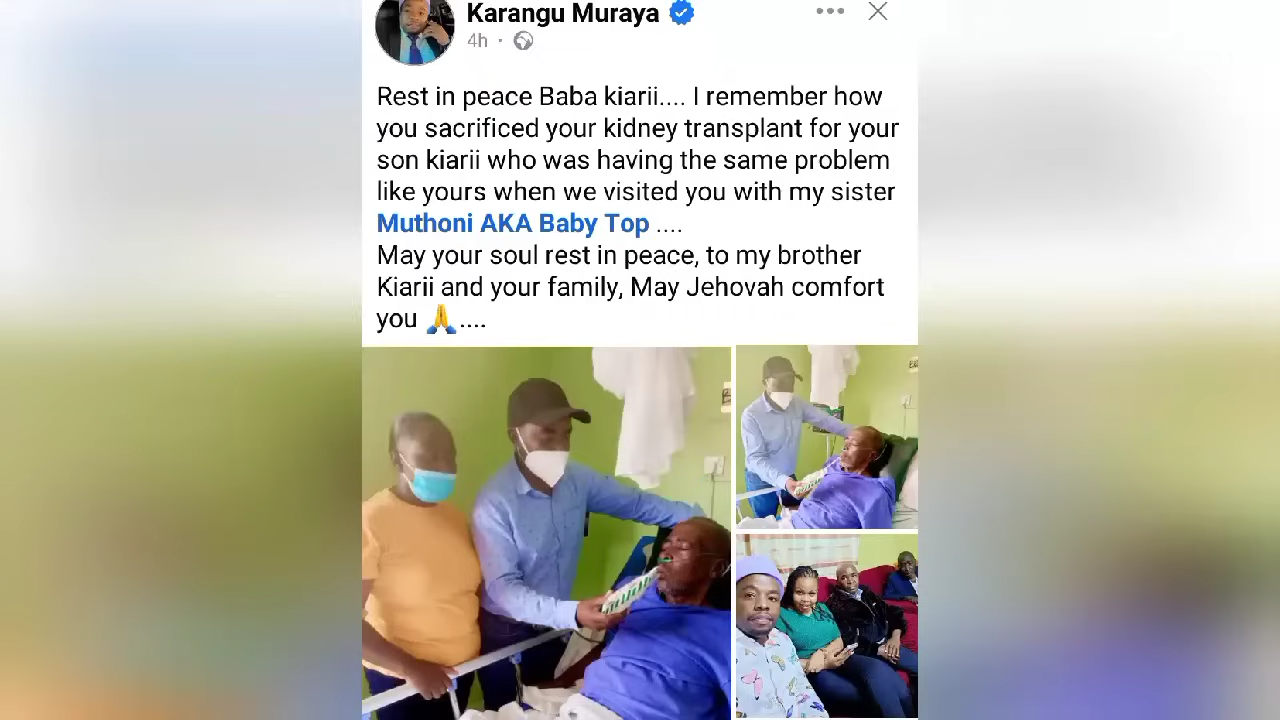 Karangu Muraya
4h ·
Rest in peace Baba kiarii.... I remember how
you sacrificed your kidney transplant for your
son kiarii who was having the same problem
like yours when we visited you with my sister
Muthoni AKA Baby Top ....
May your soul rest in peace, to my brother
Kiarii and your family, May Jehovah comfort
you 🙏....